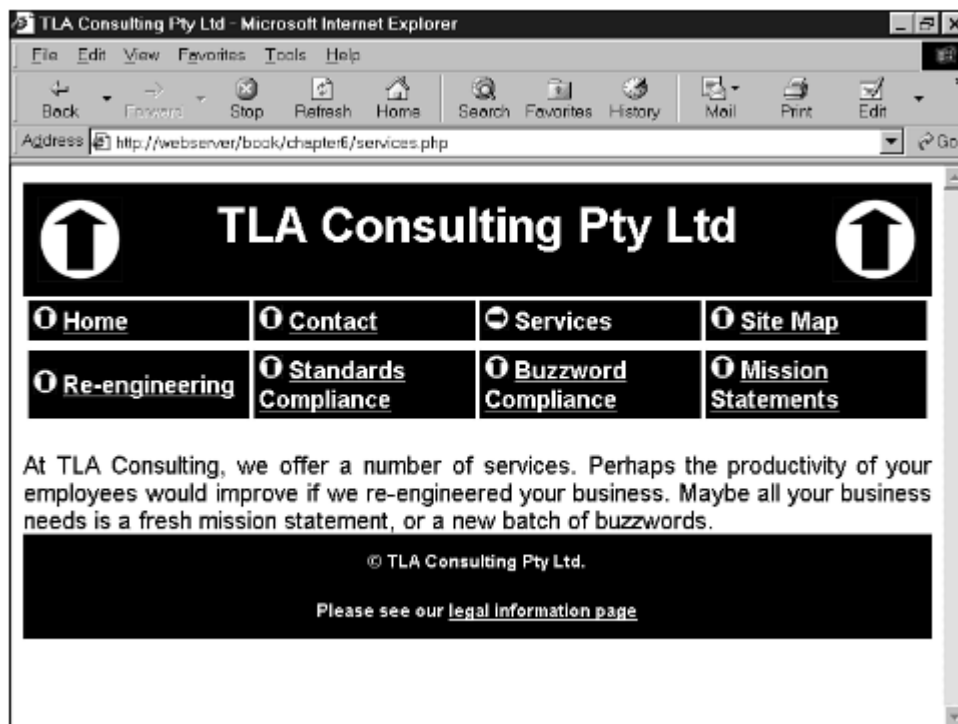 TLA Consulting Pty Ltd - Microsoft Internet Explorer
File Edit View Favorites Tools Help
Back Forward Stop Refresh Home Search Favorites History Mail Print Edit
Address http://webserver/book/chapter6/services.php Go
TLA Consulting Pty Ltd
Home Contact Services Site Map
Re-engineering Standards Compliance Buzzword Compliance Mission Statements
At TLA Consulting, we offer a number of services. Perhaps the productivity of your
employees would improve if we re-engineered your business. Maybe all your business
needs is a fresh mission statement, or a new batch of buzzwords.
© TLA Consulting Pty Ltd.
Please see our legal information page